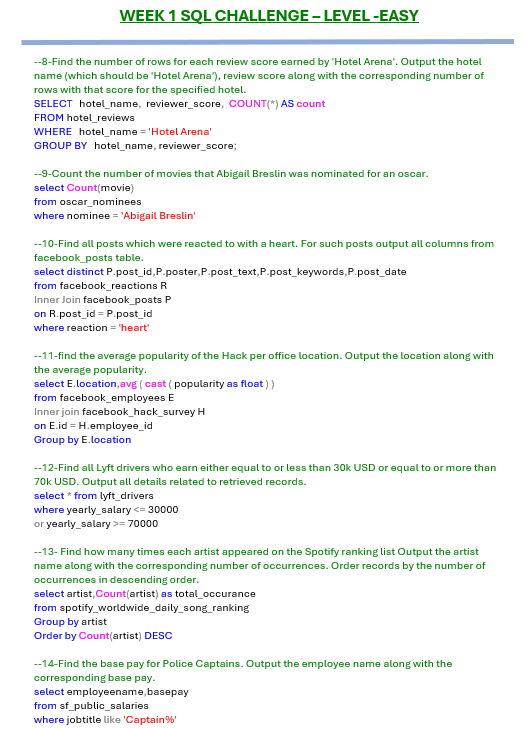 WEEK 1 SQL CHALLENGE – LEVEL -EASY
--8-Find the number of rows for each review score earned by 'Hotel Arena'. Output the hotel
name (which should be 'Hotel Arena'), review score along with the corresponding number of
rows with that score for the specified hotel.
SELECT hotel_name, reviewer_score, COUNT(*) AS count
FROM hotel_reviews
WHERE hotel_name = 'Hotel Arena'
GROUP BY hotel_name, reviewer_score;
--9-Count the number of movies that Abigail Breslin was nominated for an oscar.
select Count(movie)
from oscar_nominees
where nominee = 'Abigail Breslin'
--10-Find all posts which were reacted to with a heart. For such posts output all columns from
facebook_posts table.
select distinct P.post_id,P.poster,P.post_text,P.post_keywords,P.post_date
from facebook_reactions R
Inner Join facebook_posts P
on R.post_id = P.post_id
where reaction = 'heart'
--11-find the average popularity of the Hack per office location. Output the location along with
the average popularity.
select E.location,avg ( cast ( popularity as float ) )
from facebook_employees E
Inner join facebook_hack_survey H
on E.id = H.employee_id
Group by E.location
--12-Find all Lyft drivers who earn either equal to or less than 30k USD or equal to or more than
70k USD. Output all details related to retrieved records.
select * from lyft_drivers
where yearly_salary <= 30000
or yearly_salary >= 70000
--13- Find how many times each artist appeared on the Spotify ranking list Output the artist
name along with the corresponding number of occurrences. Order records by the number of
occurrences in descending order.
select artist,Count(artist) as total_occurance
from spotify_worldwide_daily_song_ranking
Group by artist
Order by Count(artist) DESC
--14-Find the base pay for Police Captains. Output the employee name along with the
corresponding base pay.
select employeename,basepay
from sf_public_salaries
where jobtitle like 'Captain%'